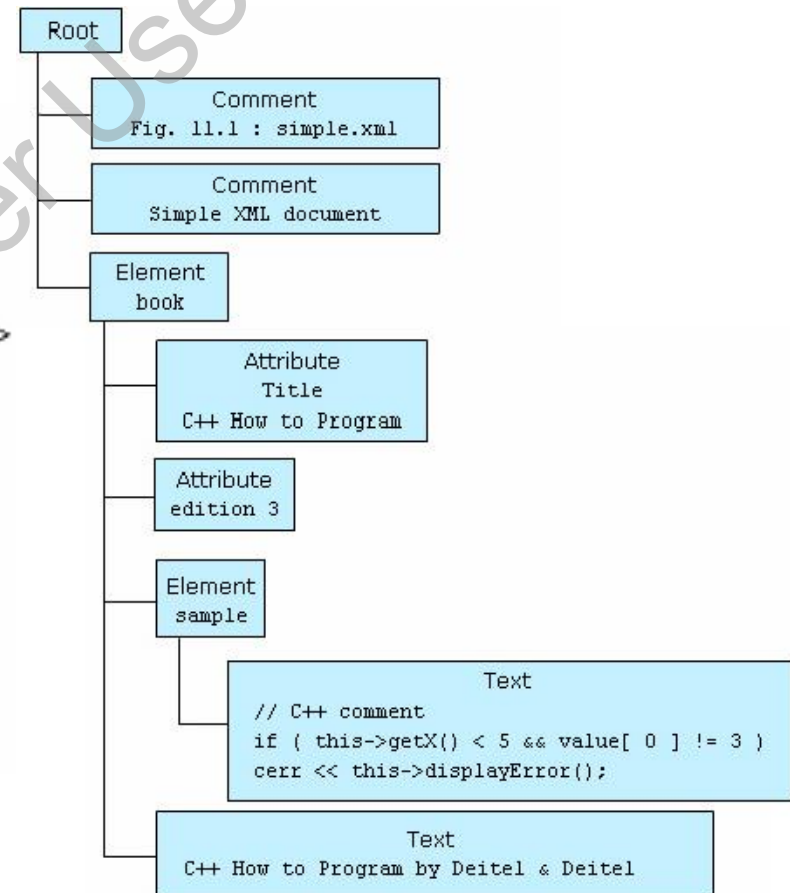 Root
Comment
Fig. 11.1 : simple.xml
Comment
Simple XML document
Element
book
Attribute
Title
C++ How to Program
Attribute
edition 3
Element
sample
Text
// C++ comment
if ( this->getX() < 5 && value[ 0 ] != 3 )
cerr << this->displayError();
Text
C++ How to Program by Deitel & Deitel